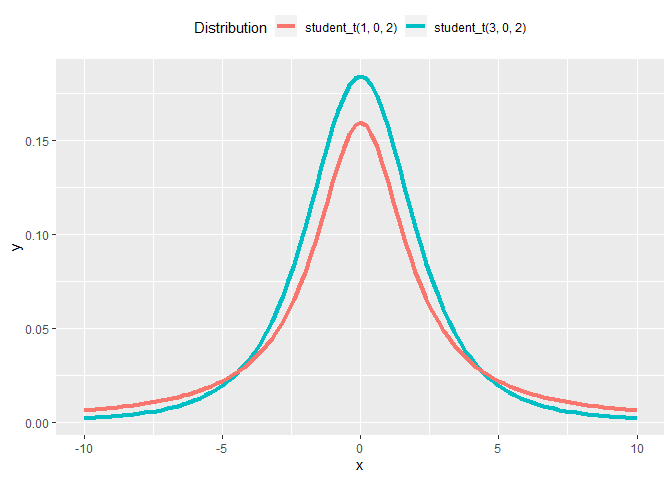 Distribution student_t(1, 0, 2) student_t(3, 0, 2)
0.15
0.10
y
0.05
0.00
-10 -5 0 5 10
x